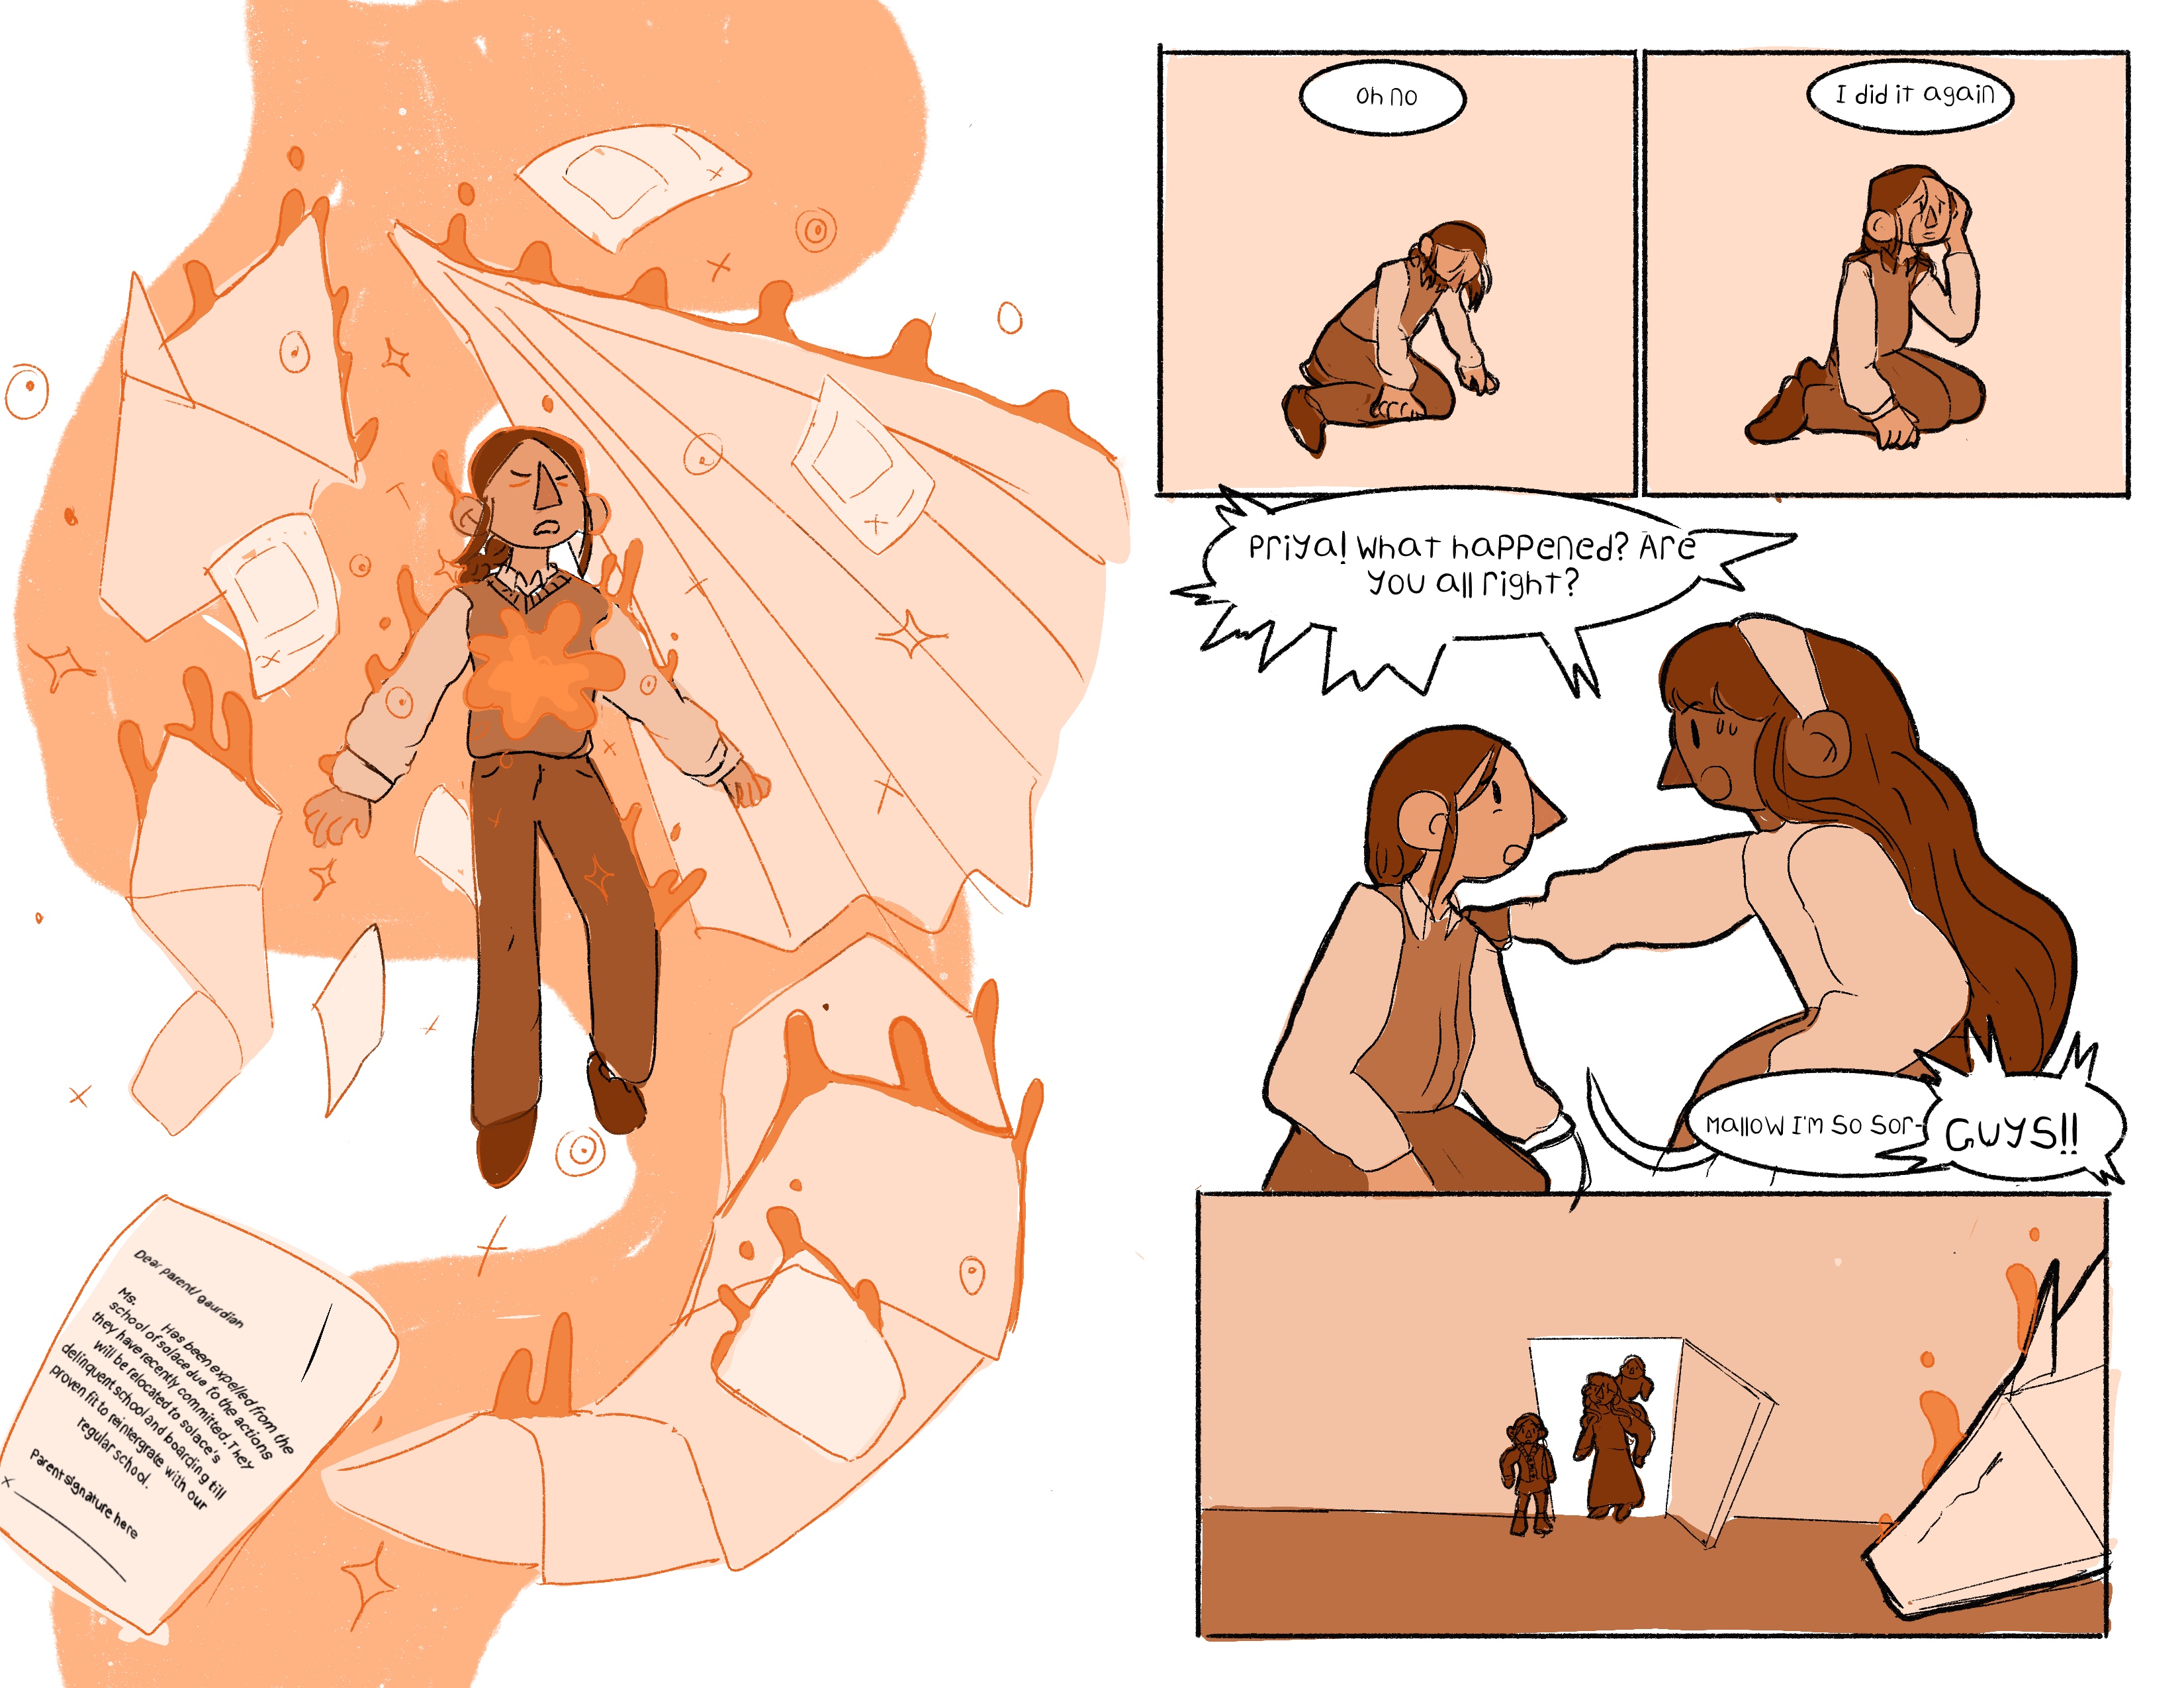 Dear parent/ gaurdian
Ms.
Has been expelled from the
school of solace due to the actions
they have recently committed. They
will be relocated to solace's
delinquent school and boarding till
proven fit to reintergrate with our
regular school.
Parent signature here
x
Oh no
I did it again
Priya! What happened? Are
you all right?
Mallow I'm so sor-
GUYS!!